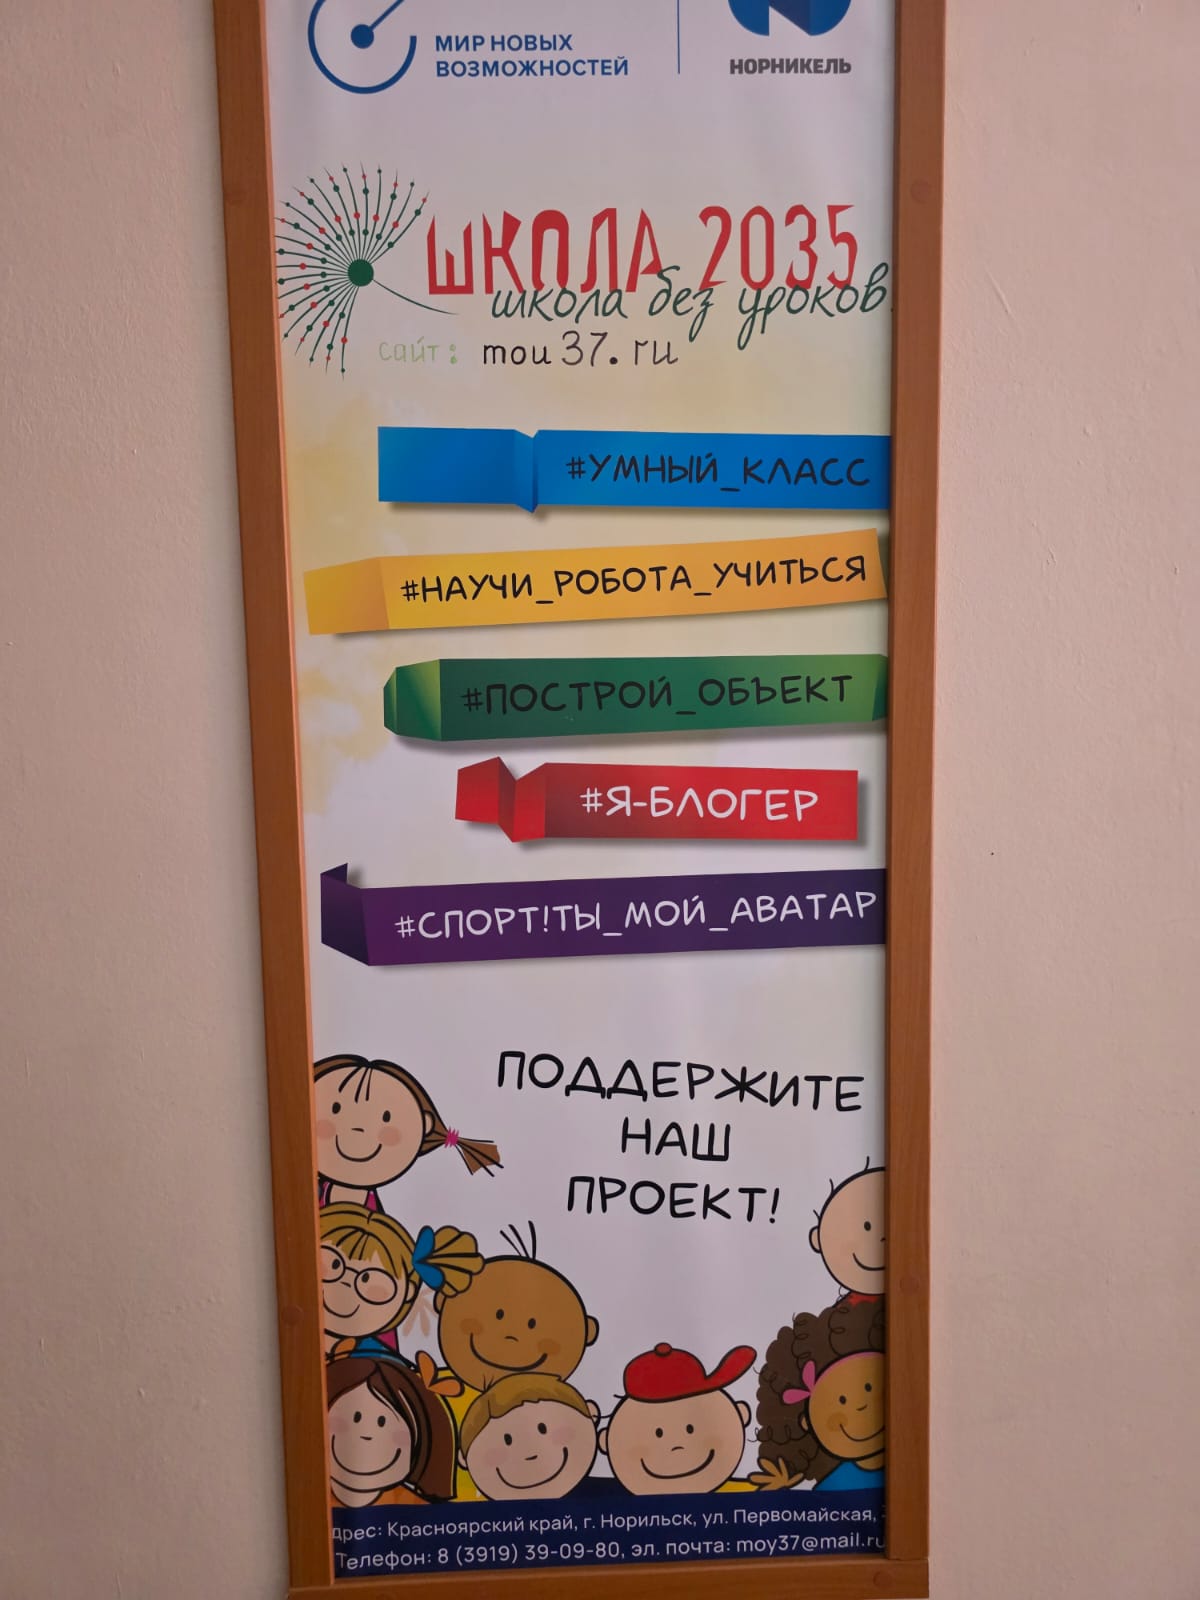 МИР НОВЫХ
ВОЗМОЖНОСТЕЙ
НОРНИКЕЛЬ
ШКОЛА 2035
школа без уроков
сайт: mou37.ru
#УМНЫЙ_КЛАСС
#НАУЧИ_РОБОТА_УЧИТЬСЯ
#ПОСТРОЙ_ОБЪЕКТ
#Я-БЛОГЕР
#СПОРТ!ТЫ_МОЙ_АВАТАР
ПОДДЕРЖИТЕ
НАШ
ПРОЕКТ!
дрес: Красноярский край, г. Норильск, ул. Первомайская,
Телефон: 8 (3919) 39-09-80, эл. почта: moy37@mail.ru